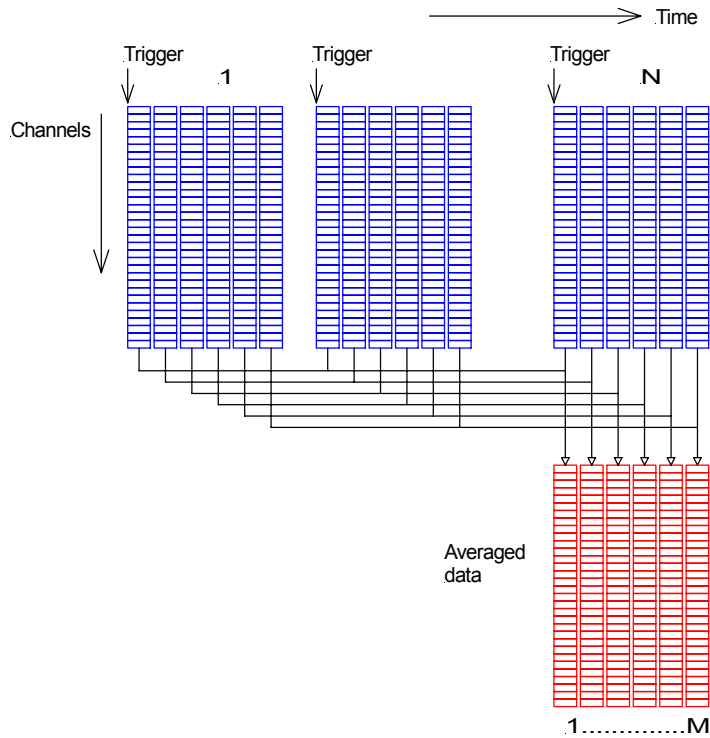 Time
Trigger
Trigger
Trigger
1
N
Channels
Averaged
data
1..............M